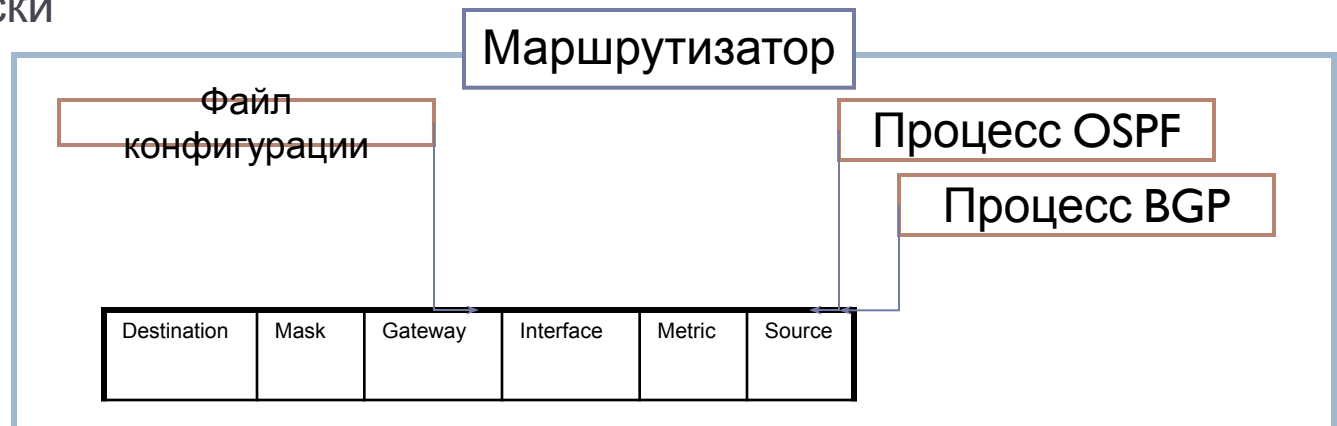 ски
Маршрутизатор
Файл
конфигурации
Процесс OSPF
Процесс BGP
Destination Mask Gateway Interface Metric Source